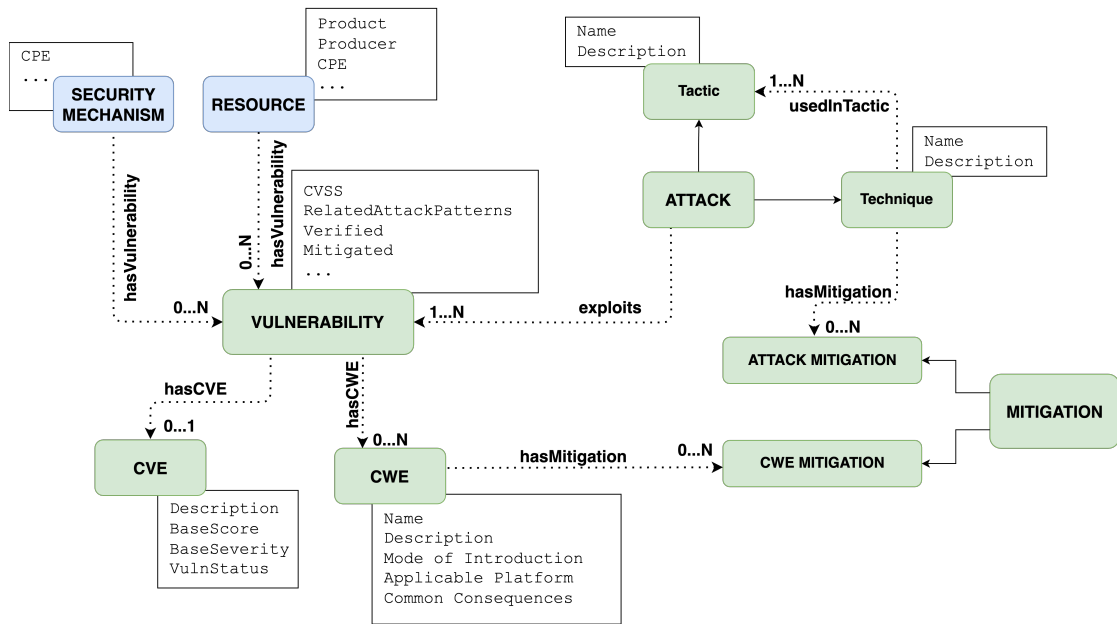 CPE
...
SECURITY
MECHANISM
Product
Producer
CPE
...
RESOURCE
Name
Description
Tactic
1...N
usedInTactic
Name
Description
ATTACK
Technique
hasVulnerability
0...N
hasVulnerability
0...N
CVSS
RelatedAttackPatterns
Verified
Mitigated
...
VULNERABILITY
1...N
exploits
hasMitigation
0...N
ATTACK MITIGATION
MITIGATION
hasCVE
0...1
hasCWE
0...N
CVE
Description
BaseScore
BaseSeverity
VulnStatus
CWE
Name
Description
Mode of Introduction
Applicable Platform
Common Consequences
hasMitigation
0...N
CWE MITIGATION